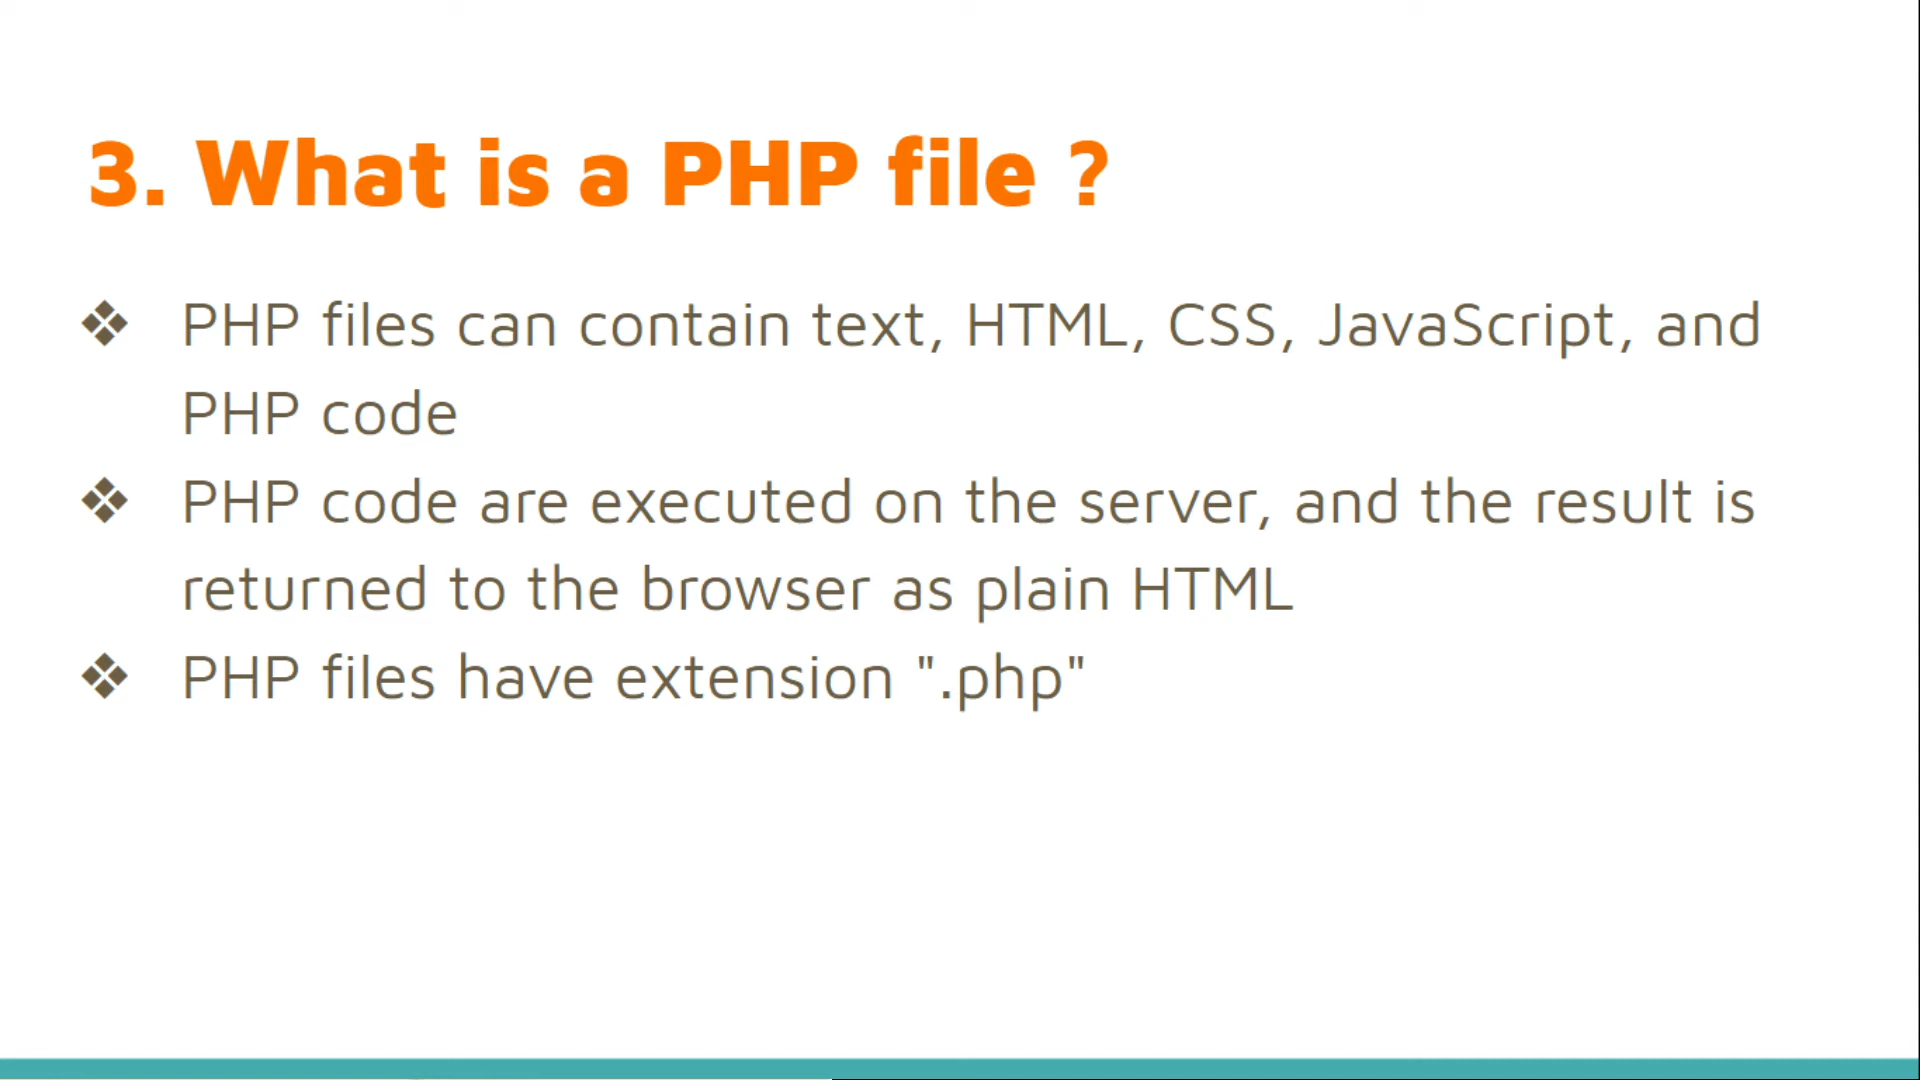 3. What is a PHP file ?
❖ PHP files can contain text, HTML, CSS, JavaScript, and
PHP code
❖ PHP code are executed on the server, and the result is
returned to the browser as plain HTML
❖ PHP files have extension ".php"